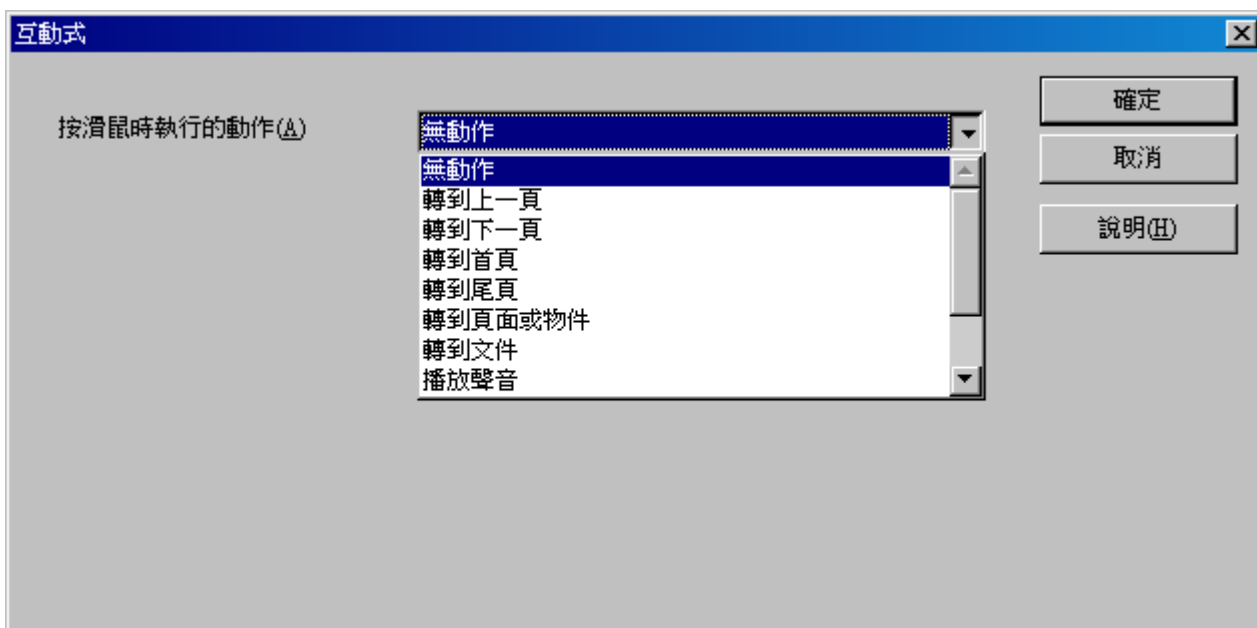 互動式
確定
按滑鼠時執行的動作(A)
無動作
取消
無動作
轉到上一頁
轉到下一頁
說明(H)
轉到首頁
轉到尾頁
轉到頁面或物件
轉到文件
播放聲音